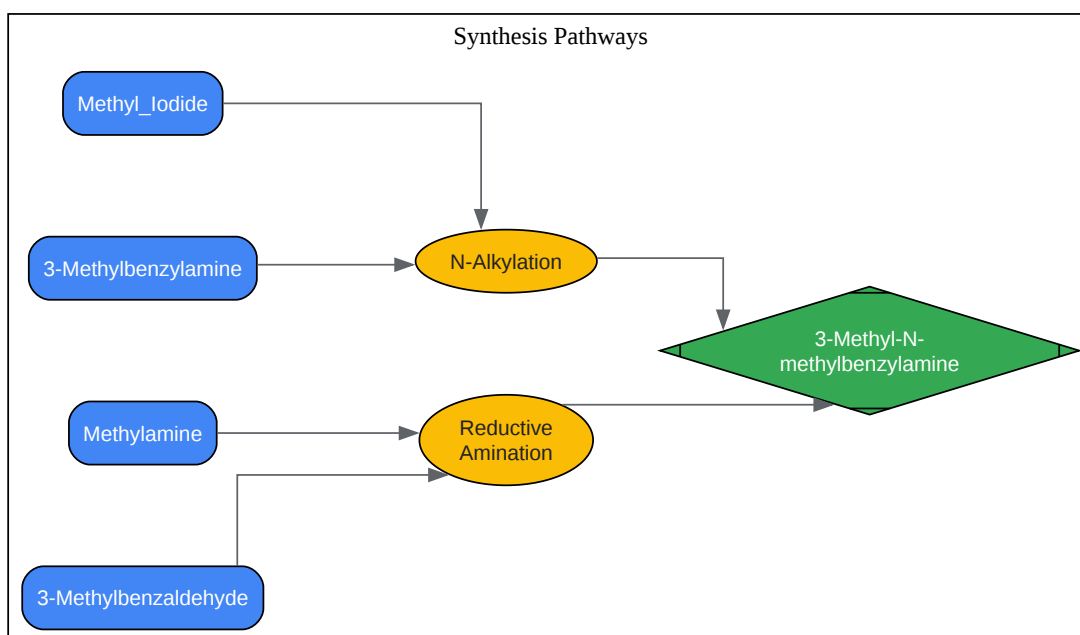 Synthesis Pathways
Methyl_Iodide
3-Methylbenzylamine
N-Alkylation
3-Methyl-N-
methylbenzylamine
Methylamine
Reductive
Amination
3-Methylbenzaldehyde